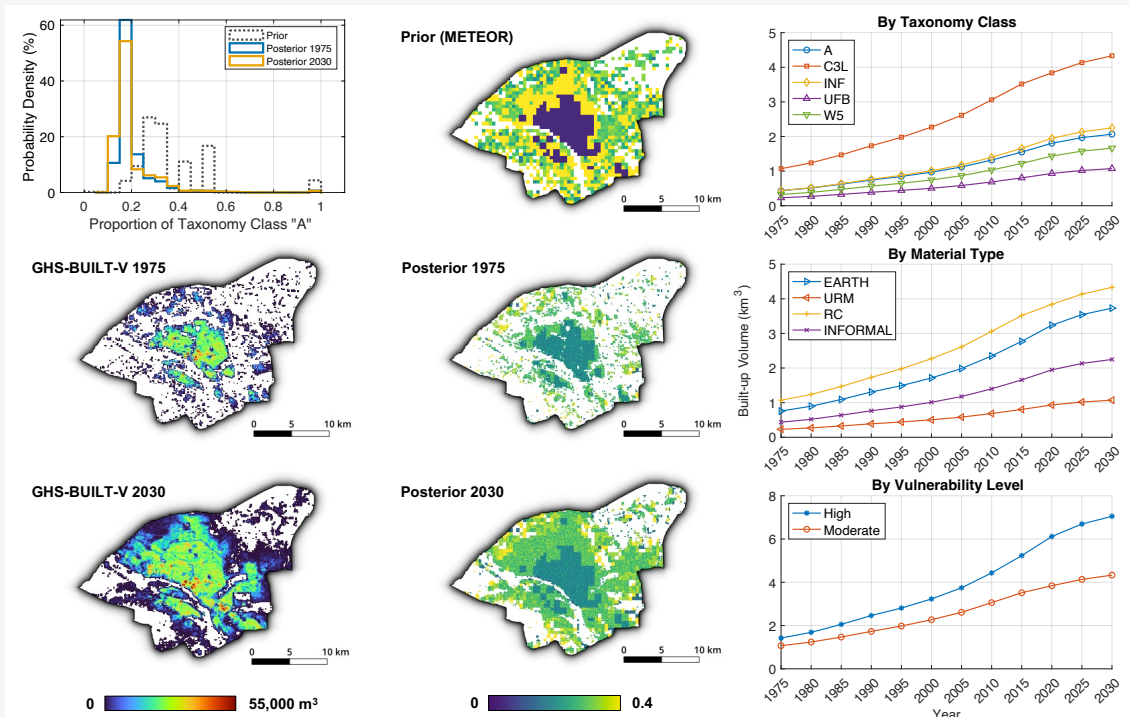 60
40
20
0
Probability Density (%)
Prior
Posterior 1975
Posterior 2030
0
0.2
0.4
0.6
0.8
1
Proportion of Taxonomy Class "A"
Prior (METEOR)
0
5
10 km
By Taxonomy Class
5
4
3
2
1
0
A
C3L
INF
UFB
W5
1975
1980
1985
1990
1995
2000
2005
2010
2015
2020
2025
2030
GHS-BUILT-V 1975
0
5
10 km
Posterior 1975
0
5
10 km
By Material Type
5
4
3
2
1
0
Built-up Volume (km³)
EARTH
URM
RC
INFORMAL
1975
1980
1985
1990
1995
2000
2005
2010
2015
2020
2025
2030
GHS-BUILT-V 2030
0
5
10 km
Posterior 2030
0
5
10 km
By Vulnerability Level
8
6
4
2
0
High
Moderate
1975
1980
1985
1990
1995
2000
2005
2010
2015
2020
2025
2030
Year
0
55,000 m³
0
0.4